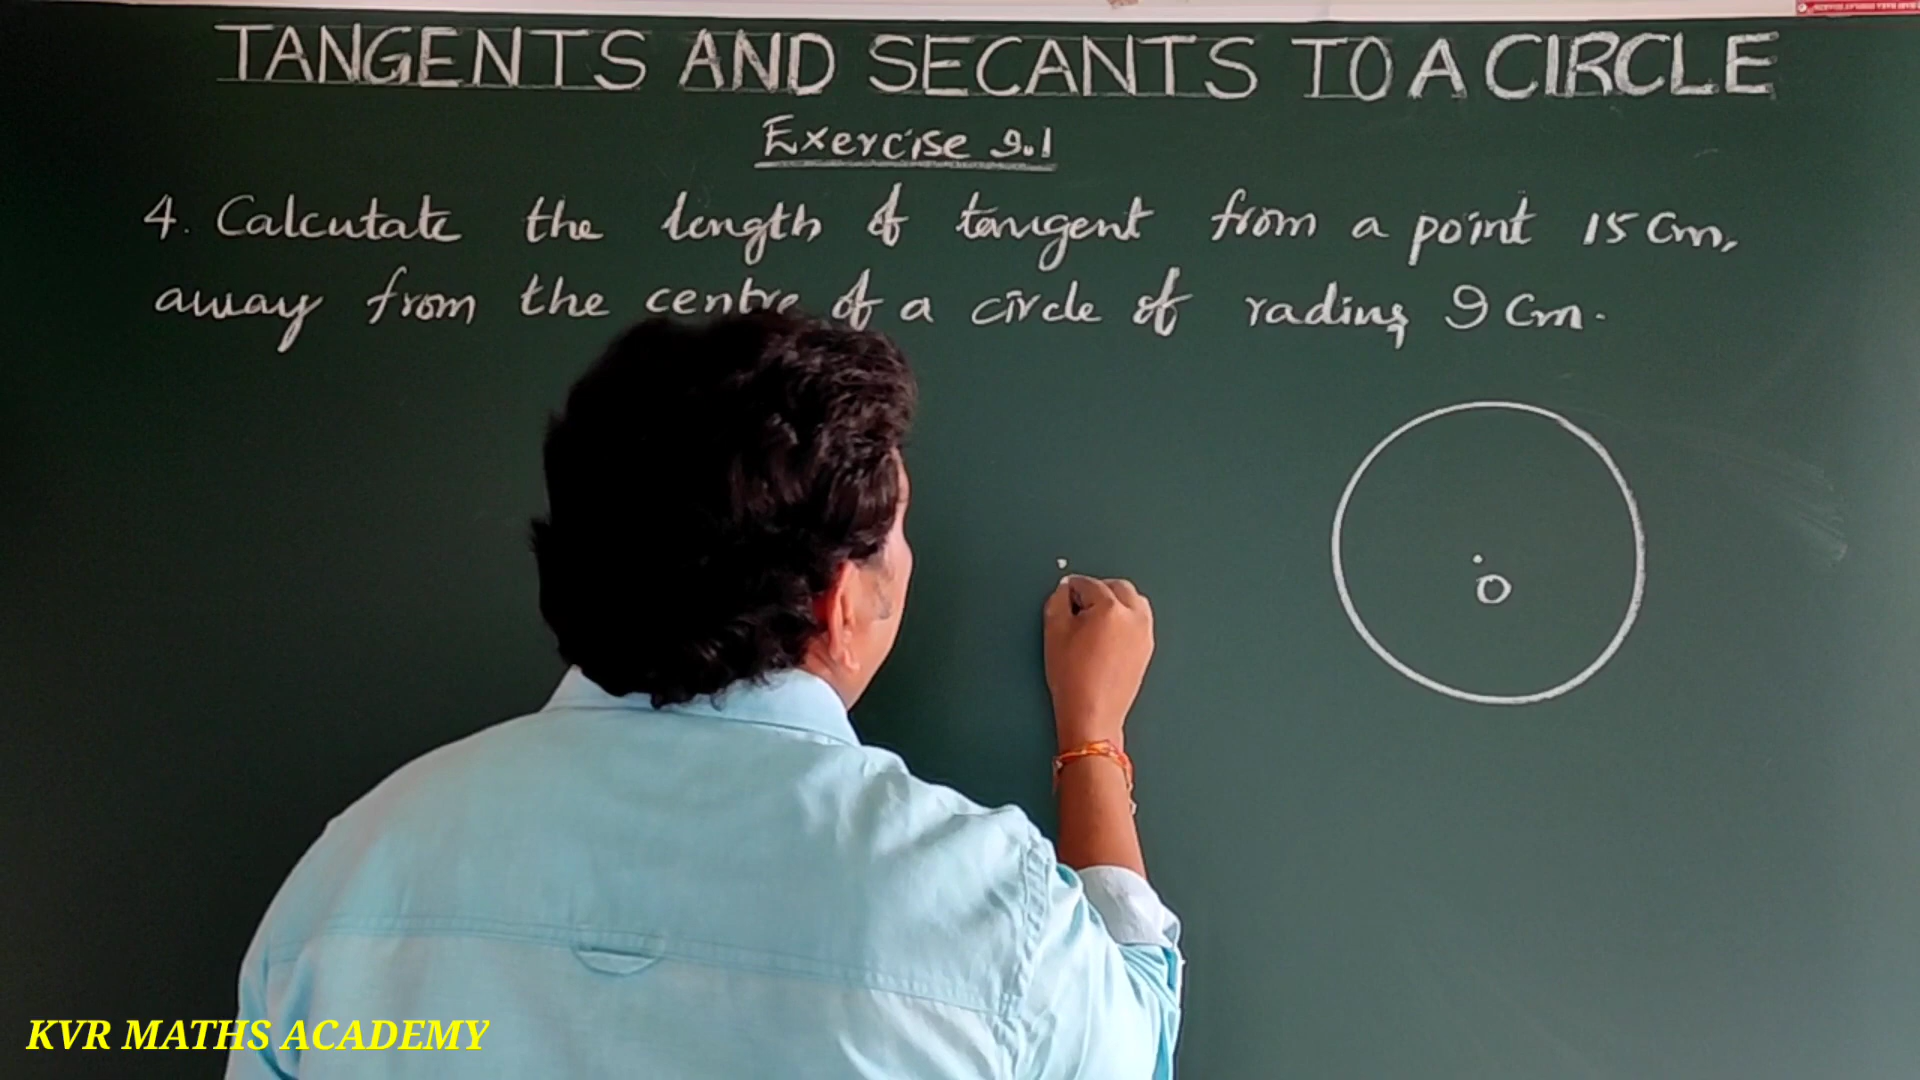 TANGENTS AND SECANTS TO A CIRCLE
Exercise 9.1
4. Calcutate the length of tangent from a point 15 Cm,
away from the centre of a circle of radius 9 Cm.
O
KVR MATHS ACADEMY